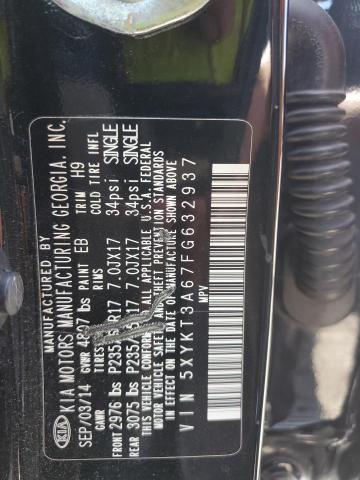 KIA
MANUFACTURED BY
KIA MOTORS MANUFACTURING GEORGIA, INC.
SEP/03/14 PAINT EB TRIM H9
GVWR lbs
GAWR TIRES RIMS COLD TIRE INFL
FRONT 2976 lbs R17 7.0JX17 34psi SINGLE
REAR 3075 lbs 7.0JX17 34psi SINGLE
THIS VEHICLE CONFORMS ALL APPLICABLE U.S.A. FEDERAL
MOTOR VEHICLE SAFETY AND THEFT PREVENTION STANDARDS
IN EFFECT ON THE DATE OF MANUFACTURE SHOWN ABOVE.
VIN 5XYKT3A67FG632937
MPV